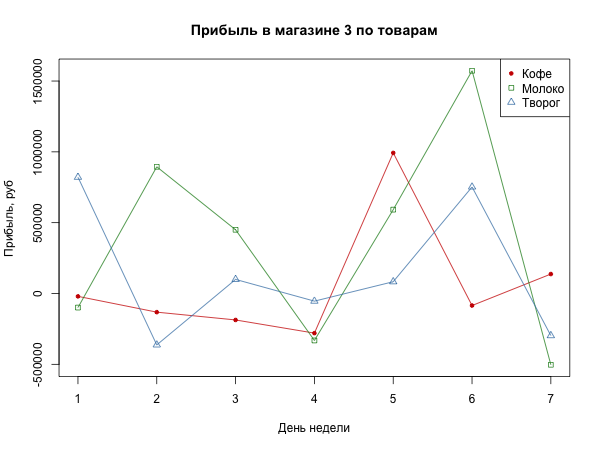 Прибыль в магазине 3 по товарам
Кофе
Молоко
Творог
Прибыль, руб
1500000
1000000
500000
0
-500000
1 2 3 4 5 6 7
День недели